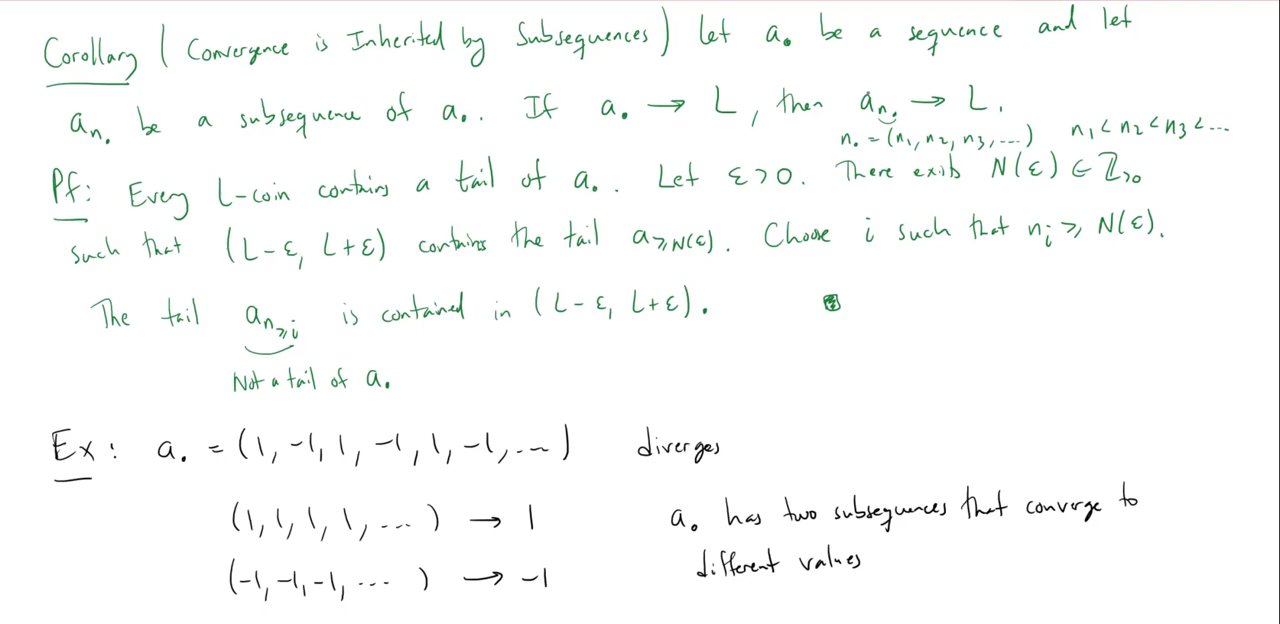 Corollary (Convergence is Inherited by Subsequences) Let a• be a sequence and let
aₙ• be a subsequence of a•. If a• → L, then aₙ• → L.
n• = (n₁, n₂, n₃, ...) n₁ < n₂ < n₃ < ...
Pf: Every L-coin contains a tail of a•. Let ε > 0. There exits N(ε) ∈ ℤ>0
such that (L-ε, L+ε) contains the tail a≥N(ε). Choose i such that nᵢ ≥ N(ε).
The tail aₙ≥i is contained in (L-ε, L+ε).
Not a tail of a•
Ex: a• = (1, -1, 1, -1, 1, -1, ...) diverges
(1, 1, 1, 1, ...) → 1 a• has two subsequences that converge to
(-1, -1, -1, ...) → -1 different values